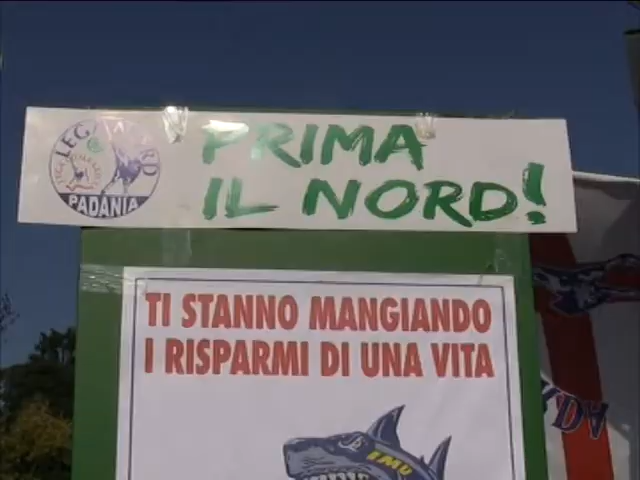 PRIMA
IL NORD!
LEGA NORD
PADANIA
TI STANNO MANGIANDO
I RISPARMI DI UNA VITA
IMU